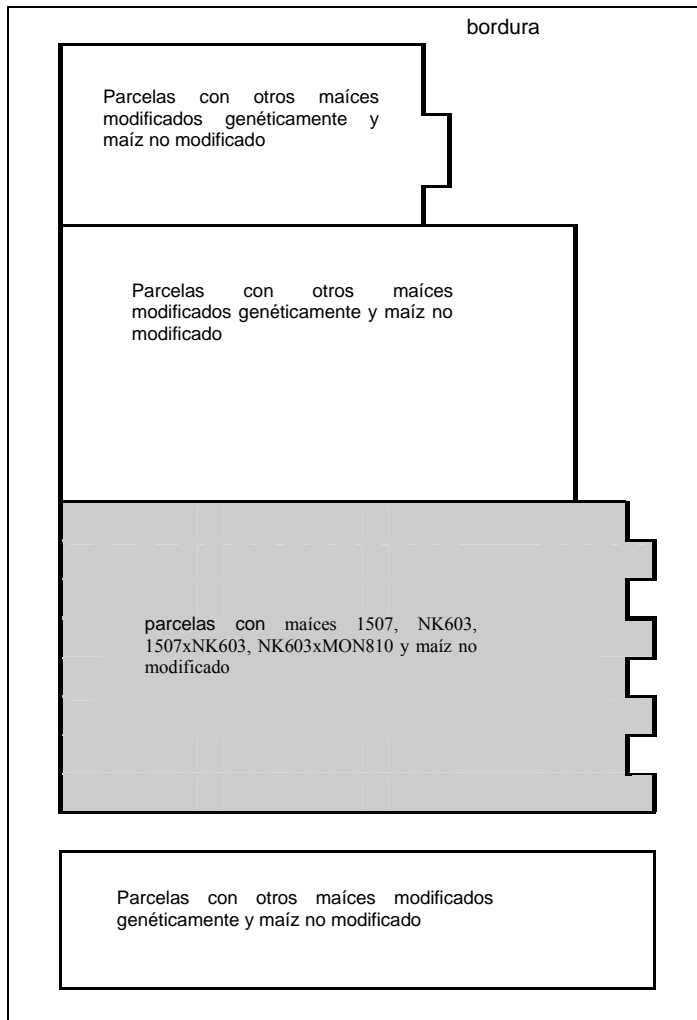 bordura
Parcelas con otros maíces
modificados genéticamente y
maíz no modificado
Parcelas con otros maíces
modificados genéticamente y maíz no
modificado
parcelas con maíces 1507, NK603,
1507xNK603, NK603xMON810 y maíz no
modificado
Parcelas con otros maíces modificados
genéticamente y maíz no modificado